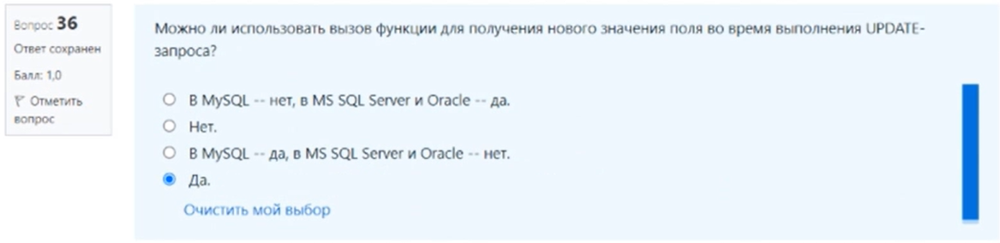 Вопрос 36
Ответ сохранен
Балл: 1,0
Отметить
вопрос
Можно ли использовать вызов функции для получения нового значения поля во время выполнения UPDATE-
запроса?
В MySQL -- нет, в MS SQL Server и Oracle -- да.
Нет.
В MySQL -- да, в MS SQL Server и Oracle -- нет.
Да.
Очистить мой выбор